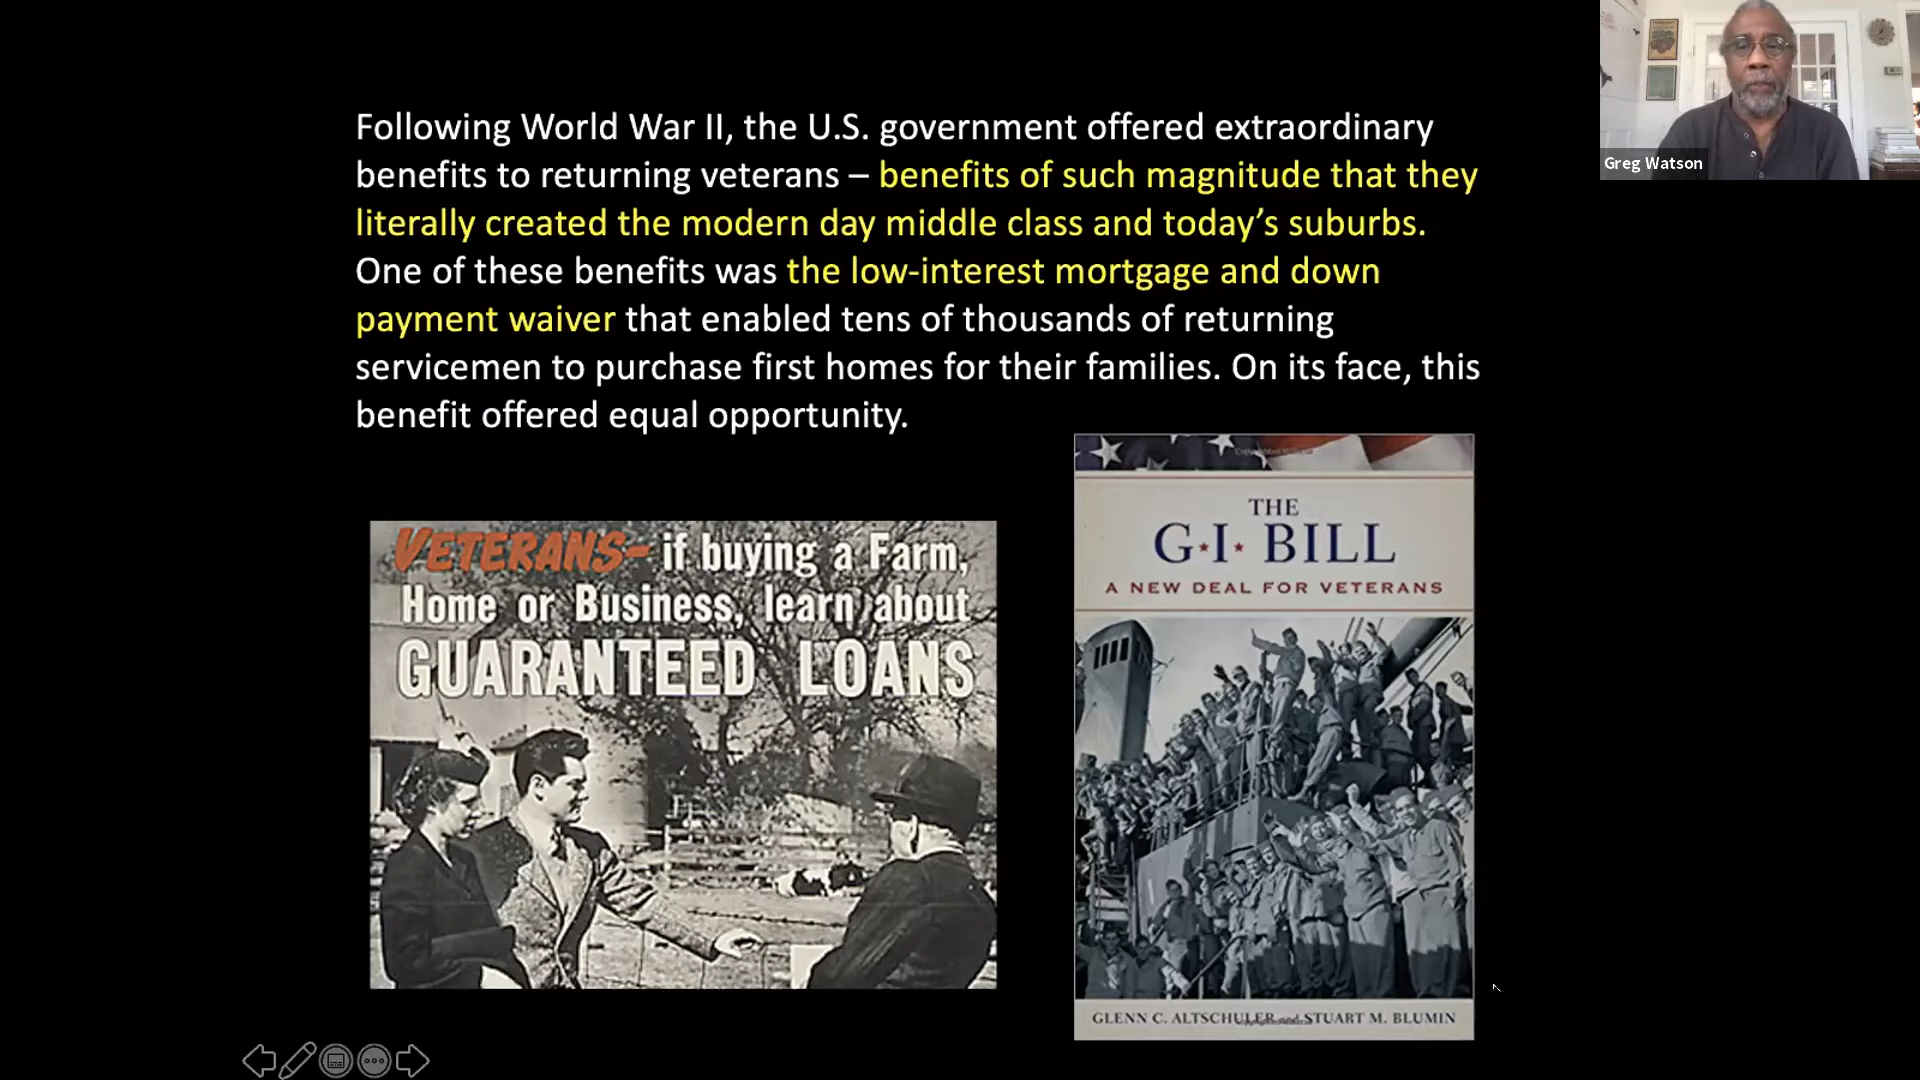 Following World War II, the U.S. government offered extraordinary
benefits to returning veterans – benefits of such magnitude that they
literally created the modern day middle class and today's suburbs.
One of these benefits was the low-interest mortgage and down
payment waiver that enabled tens of thousands of returning
servicemen to purchase first homes for their families. On its face, this
benefit offered equal opportunity.
VETERANS- if buying a Farm,
Home or Business, learn about
GUARANTEED LOANS
THE
G·I· BILL
A NEW DEAL FOR VETERANS
GLENN C. ALTSCHULER and STUART M. BLUMIN
Greg Watson